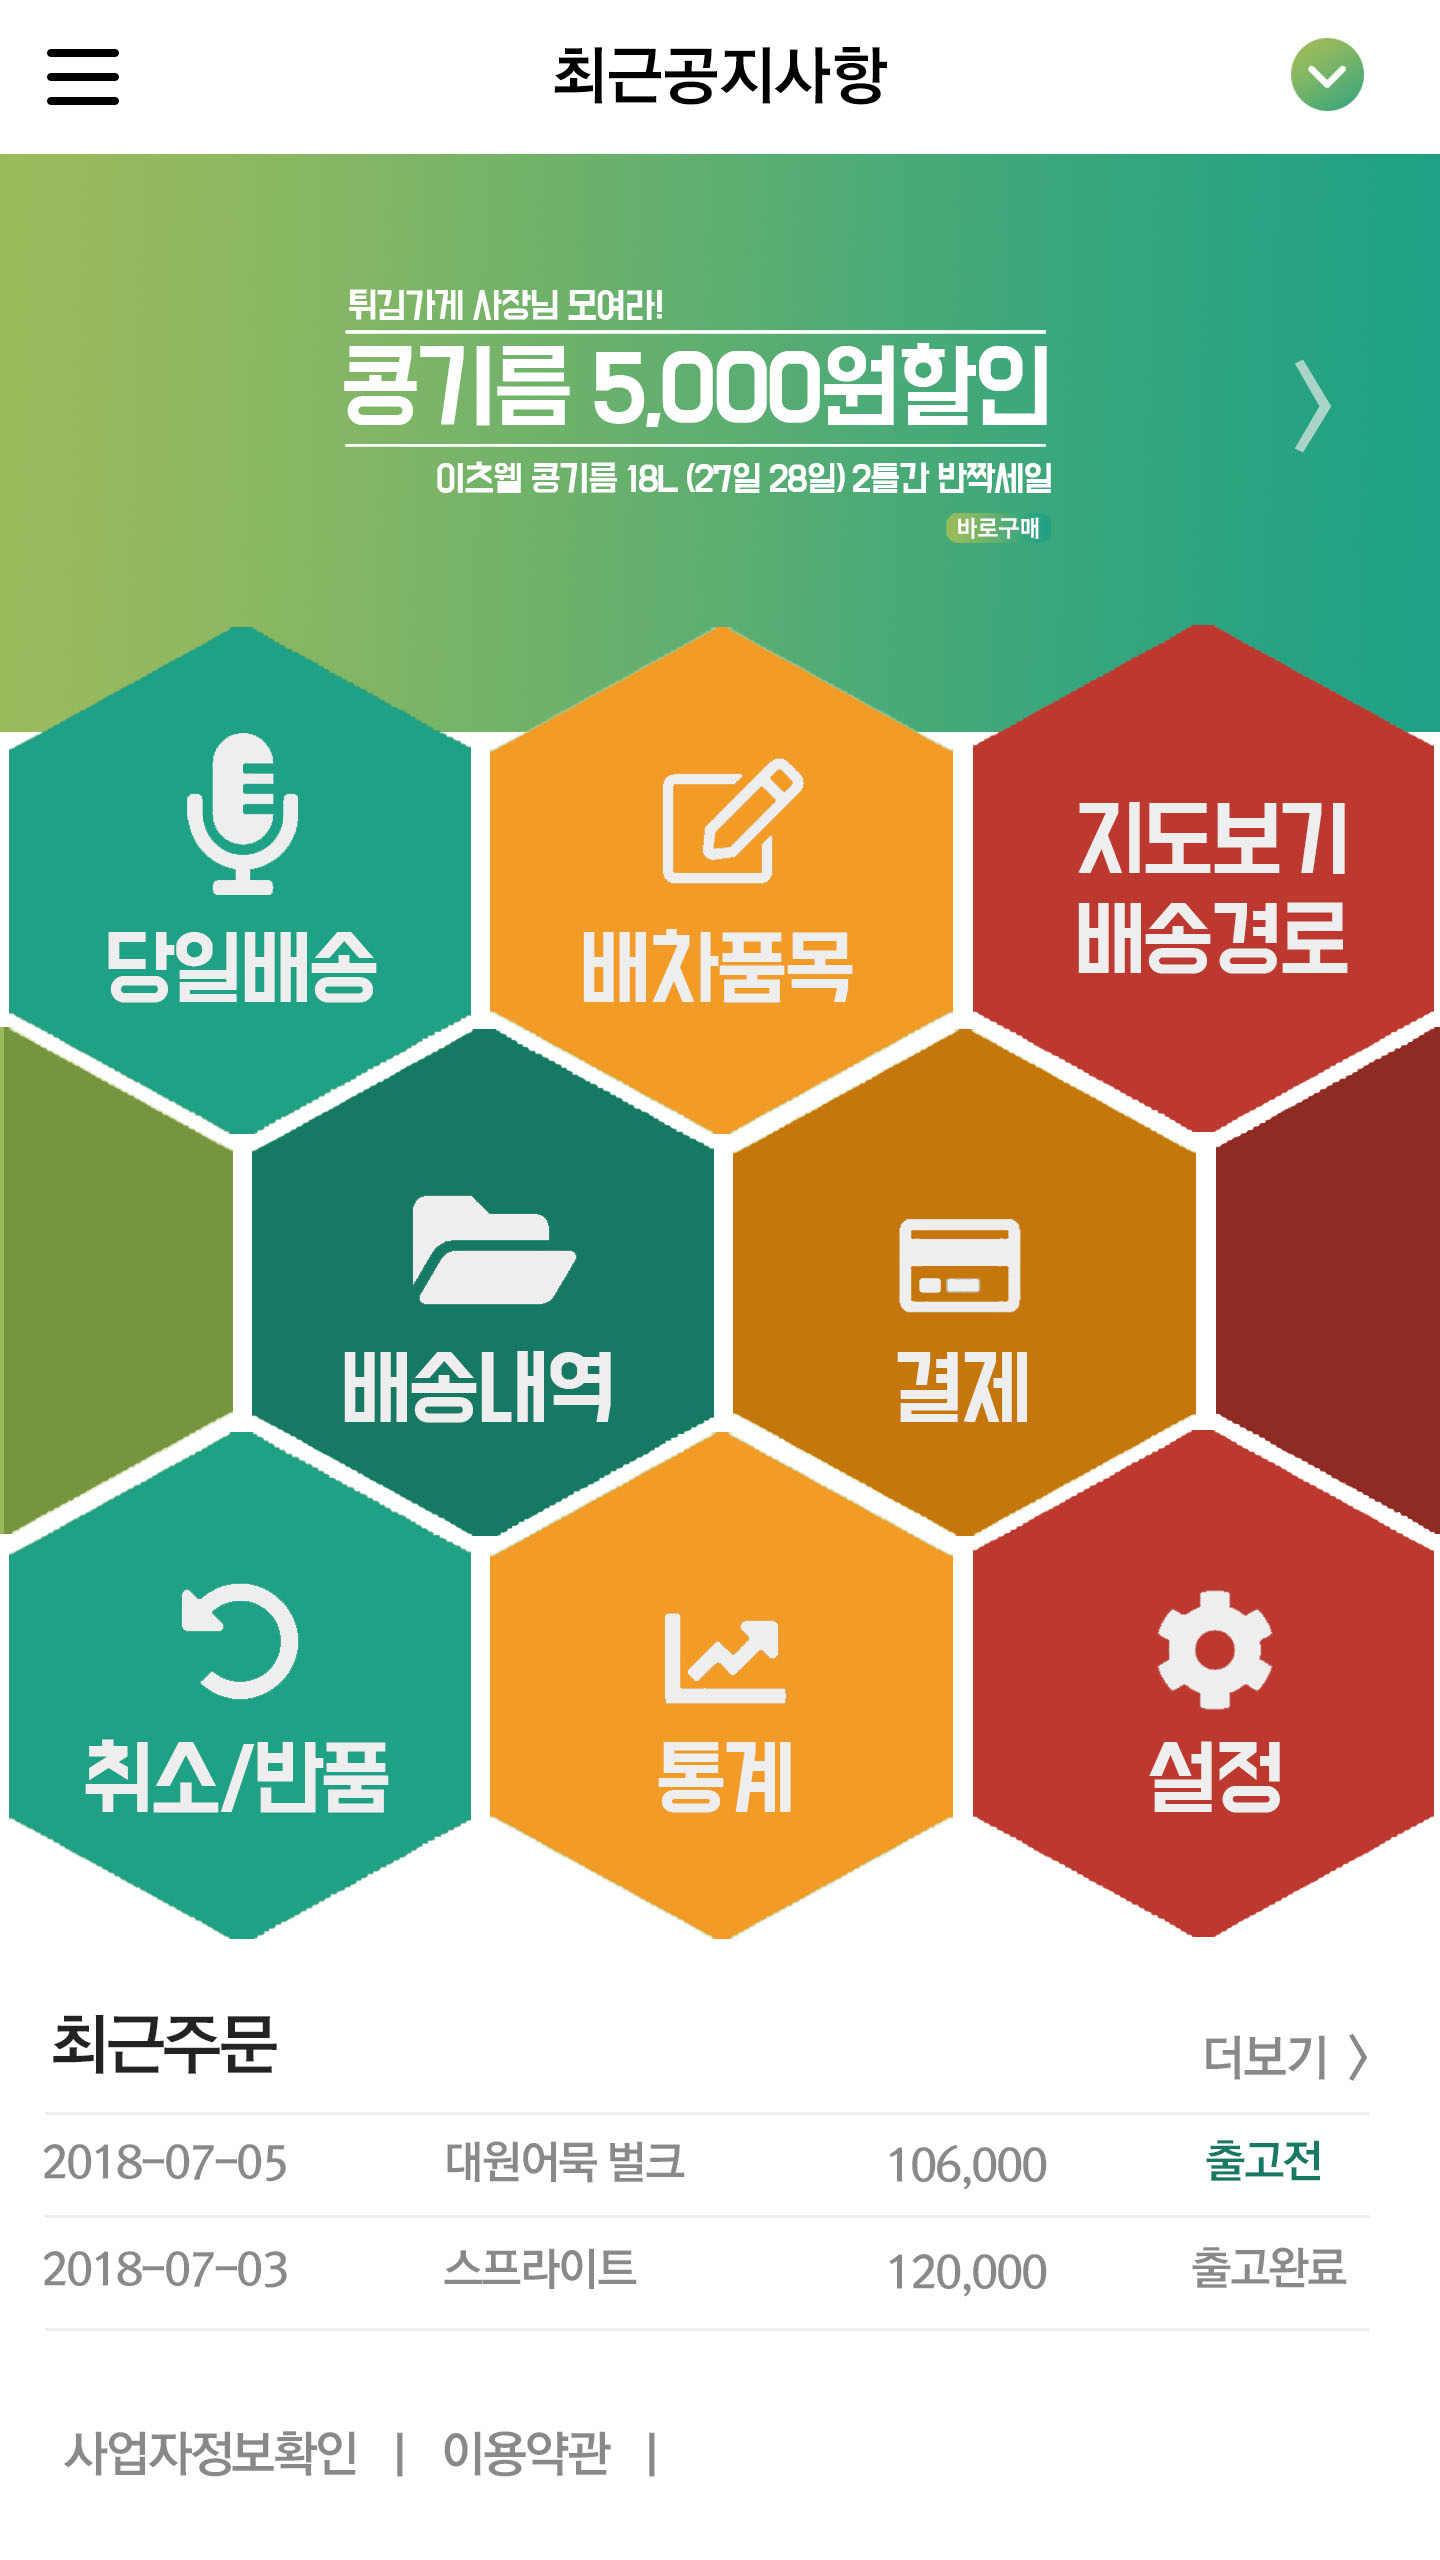 최근공지사항
튀김가게 사장님 모여라!
콩기름 5,000원할인
이츠웰 콩기름 18L (27일 28일) 2틀간 반짝세일
바로구매
당일배송
배차품목
지도보기
배송경로
배송내역
결제
취소/반품
통계
설정
최근주문
더보기 〉
2018-07-05 대원어묵 벌크 106,000 출고전
2018-07-03 스프라이트 120,000 출고완료
사업자정보확인 | 이용약관 |